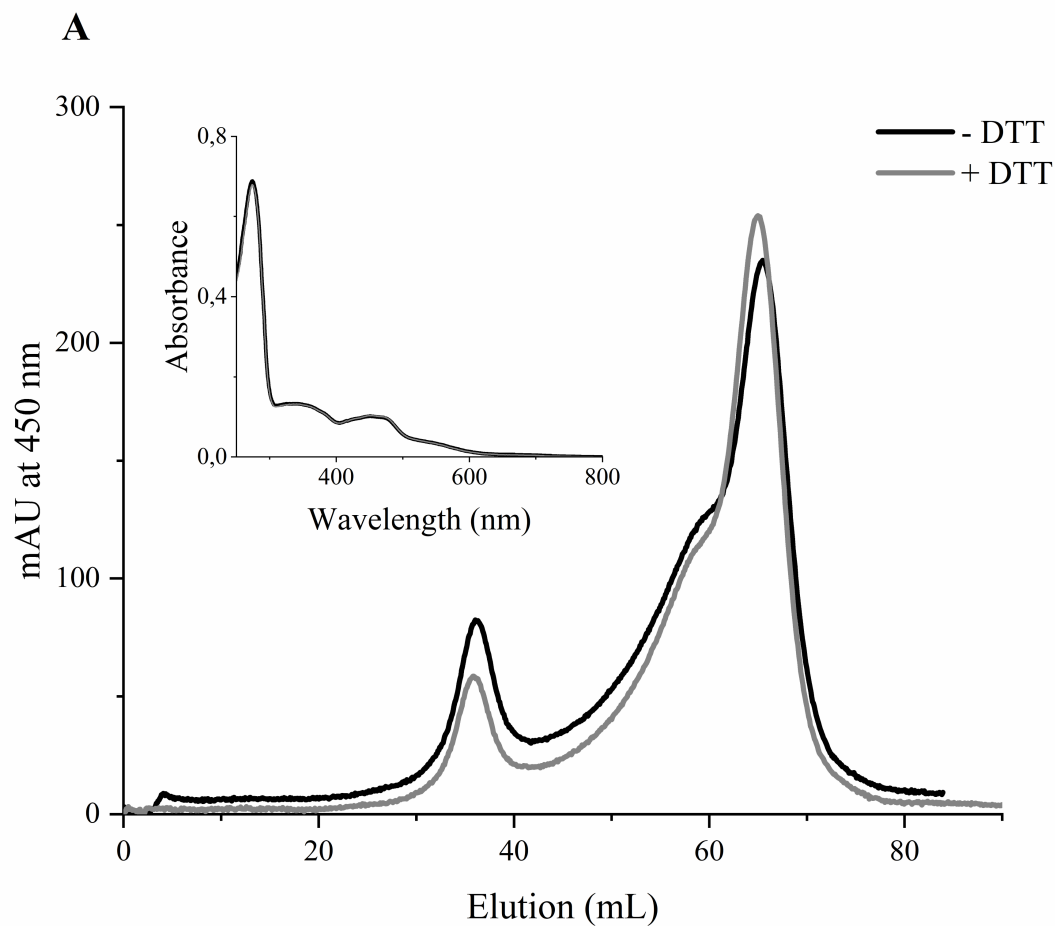 A
300
200
100
0
mAU at 450 nm
0 20 40 60 80
Elution (mL)
- DTT
+ DTT
0,8
0,4
0,0
Absorbance
400 600 800
Wavelength (nm)